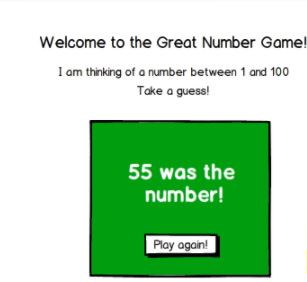 Welcome to the Great Number Game!
I am thinking of a number between 1 and 100
Take a guess!
55 was the
number!
Play again!